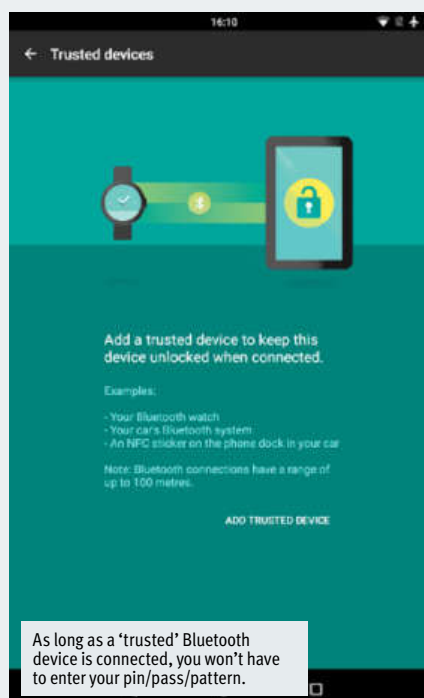 16:10
Trusted devices
Add a trusted device to keep this
device unlocked when connected.
Examples:
- Your Bluetooth watch
- Your car's Bluetooth system
- An NFC sticker on the phone dock in your car
Note: Bluetooth connections have a range of
up to 100 metres.
ADD TRUSTED DEVICE
As long as a ‘trusted’ Bluetooth
device is connected, you won’t have
to enter your pin/pass/pattern.